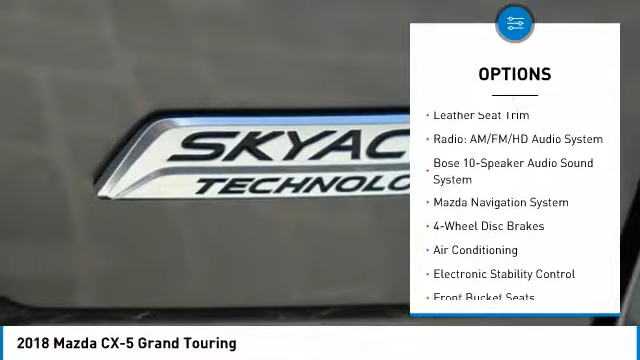 SKYAC
TECHNOLO
OPTIONS
Leather Seat Trim
Radio: AM/FM/HD Audio System
Bose 10-Speaker Audio Sound
System
Mazda Navigation System
4-Wheel Disc Brakes
Air Conditioning
Electronic Stability Control
Front Bucket Seats
2018 Mazda CX-5 Grand Touring